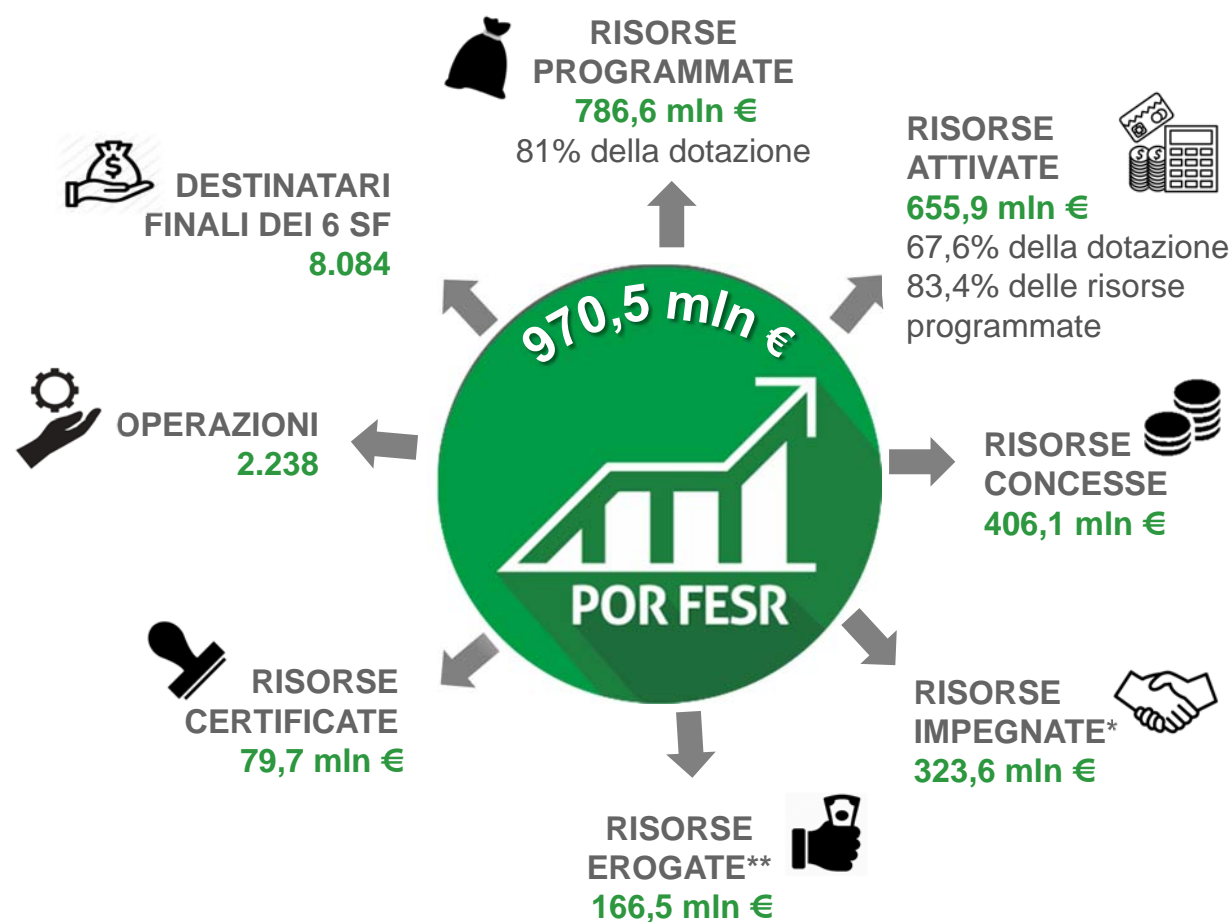 RISORSE
PROGRAMMATE
786,6 mln €
81% della dotazione
RISORSE
ATTIVATE
655,9 mln €
67,6% della dotazione
83,4% delle risorse
programmate
RISORSE
CONCESSE
406,1 mln €
RISORSE
IMPEGNATE*
323,6 mln €
RISORSE
EROGATE**
166,5 mln €
RISORSE
CERTIFICATE
79,7 mln €
OPERAZIONI
2.238
DESTINATARI
FINALI DEI 6 SF
8.084
970,5 mln €
POR FESR